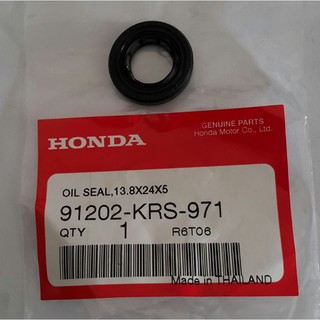 HONDA
GENUINE PARTS
Honda Motor Co., Ltd.
OIL SEAL,13.8X24X5
91202-KRS-971
QTY 1 R6T06
Made in THAILAND